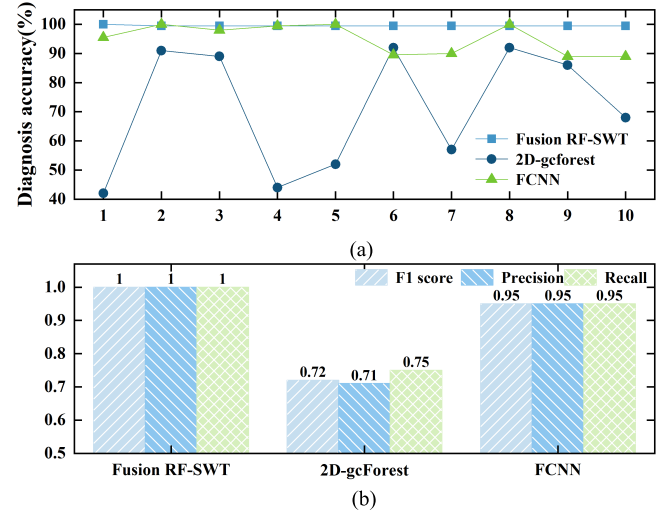 Diagnosis accuracy(%)
100
90
80
70
60
50
40
Fusion RF-SWT
2D-gcforest
FCNN
1 2 3 4 5 6 7 8 9 10
(a)
F1 score Precision Recall
1.0
0.9
0.8
0.7
0.6
0.5
1 1 1
0.72 0.71 0.75
0.95 0.95 0.95
Fusion RF-SWT 2D-gcForest FCNN
(b)